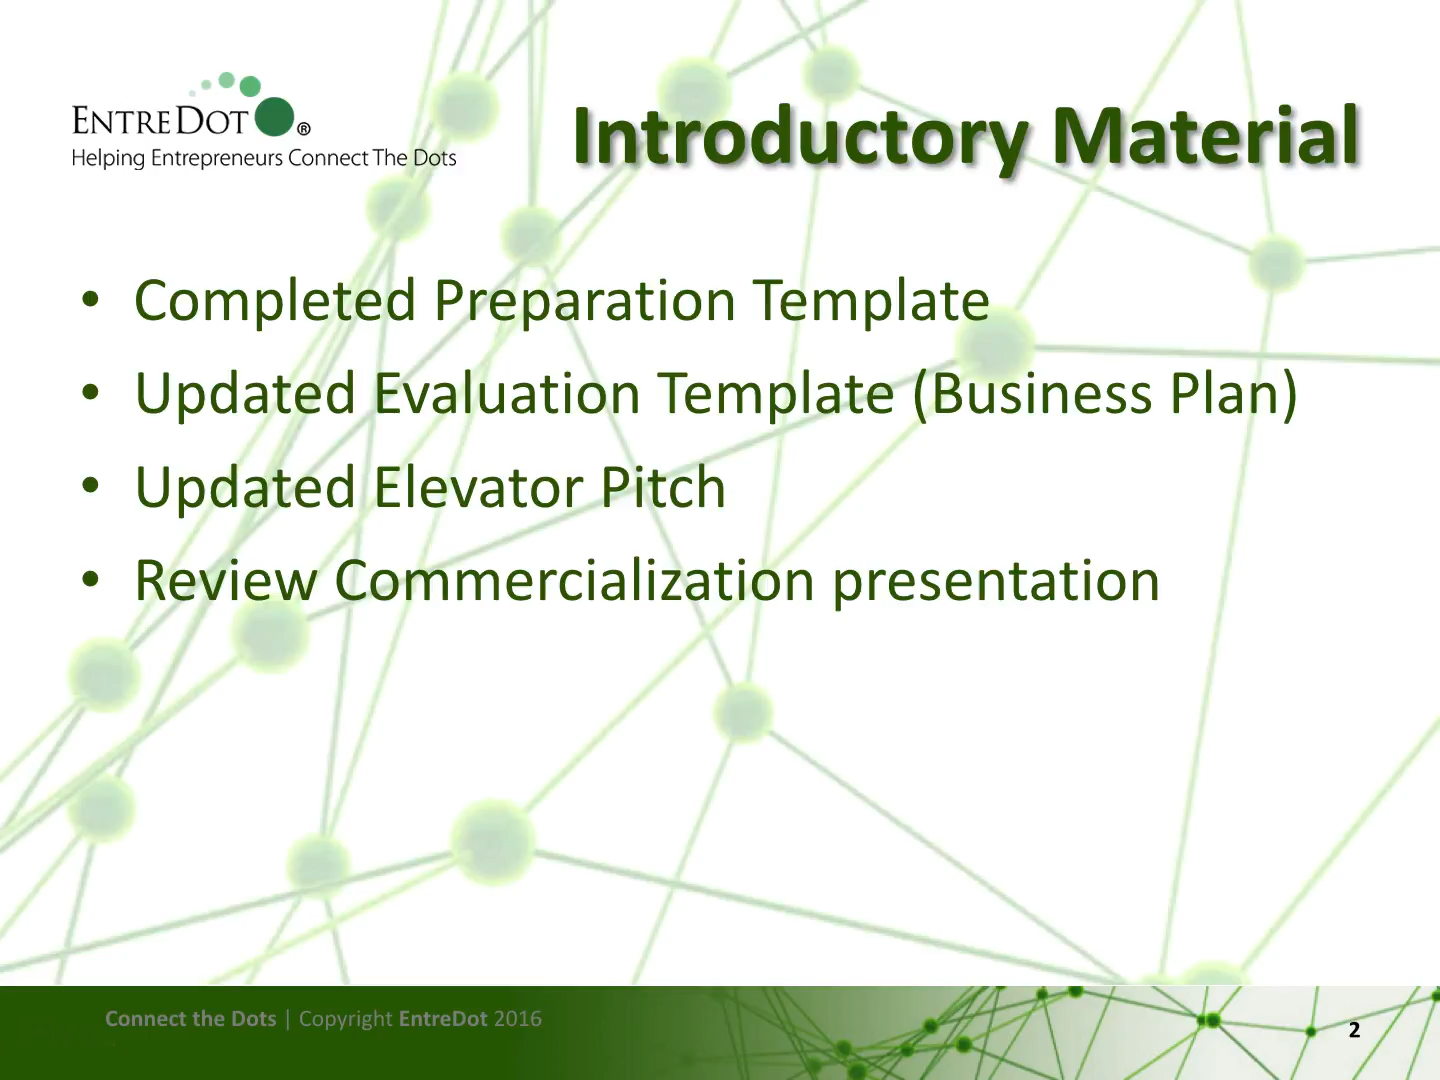 ENTREDOT®
Helping Entrepreneurs Connect The Dots
Introductory Material
• Completed Preparation Template
• Updated Evaluation Template (Business Plan)
• Updated Elevator Pitch
• Review Commercialization presentation
Connect the Dots | Copyright EntreDot 2016
2